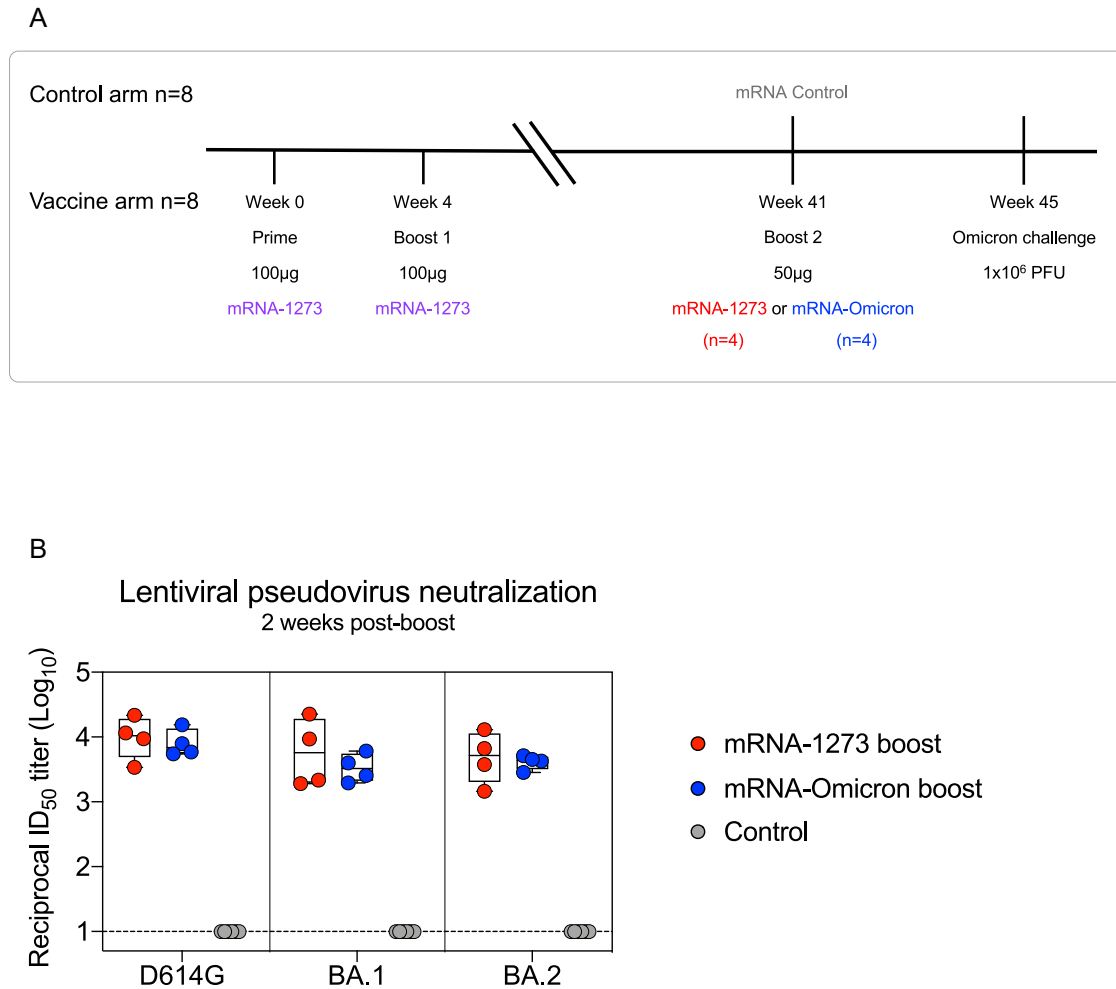 A
Control arm n=8
mRNA Control
Vaccine arm n=8
Week 0
Week 4
Week 41
Week 45
Prime
Boost 1
Boost 2
Omicron challenge
100µg
100µg
50µg
1x10⁶ PFU
mRNA-1273
mRNA-1273
mRNA-1273 or mRNA-Omicron
(n=4)
(n=4)
B
Lentiviral pseudovirus neutralization
2 weeks post-boost
Reciprocal ID₅₀ titer (Log₁₀)
5
4
3
2
1
D614G
BA.1
BA.2
mRNA-1273 boost
mRNA-Omicron boost
Control